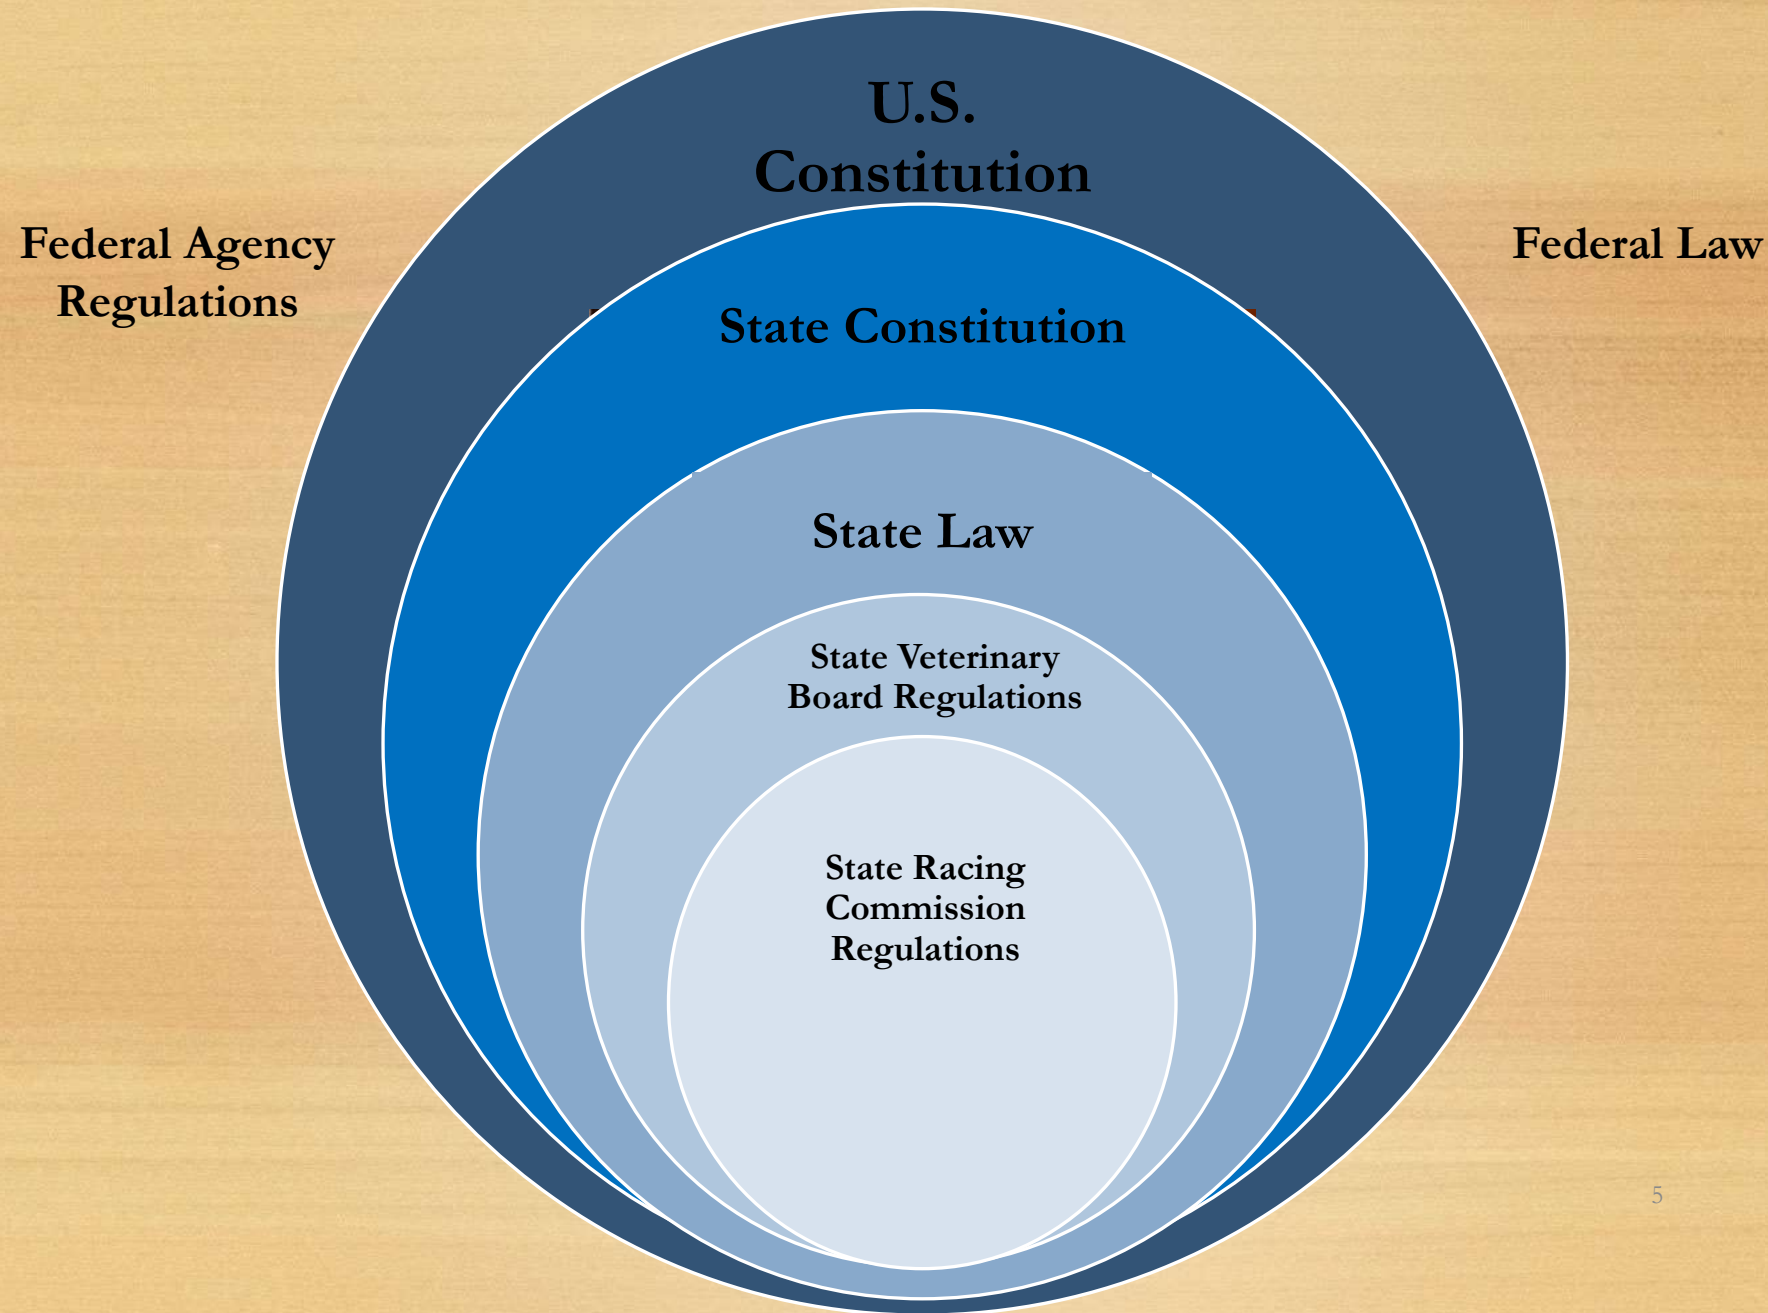 U.S.
Constitution
Federal Agency
Regulations
Federal Law
State Constitution
State Law
State Veterinary
Board Regulations
State Racing
Commission
Regulations
5